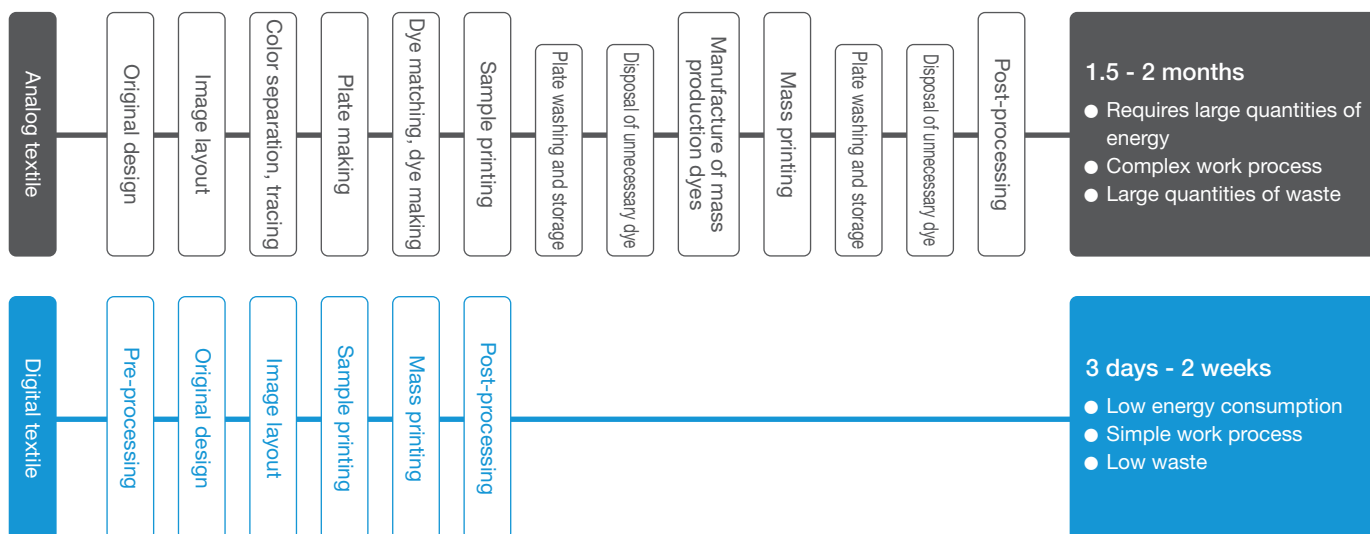 Analog textile
Original design
Image layout
Color separation, tracing
Plate making
Dye matching, dye making
Sample printing
Plate washing and storage
Disposal of unnecessary dye
Manufacture of mass
production dyes
Mass printing
Plate washing and storage
Disposal of unnecessary dye
Post-processing
1.5 - 2 months
● Requires large quantities of
energy
● Complex work process
● Large quantities of waste
Digital textile
Pre-processing
Original design
Image layout
Sample printing
Mass printing
Post-processing
3 days - 2 weeks
● Low energy consumption
● Simple work process
● Low waste